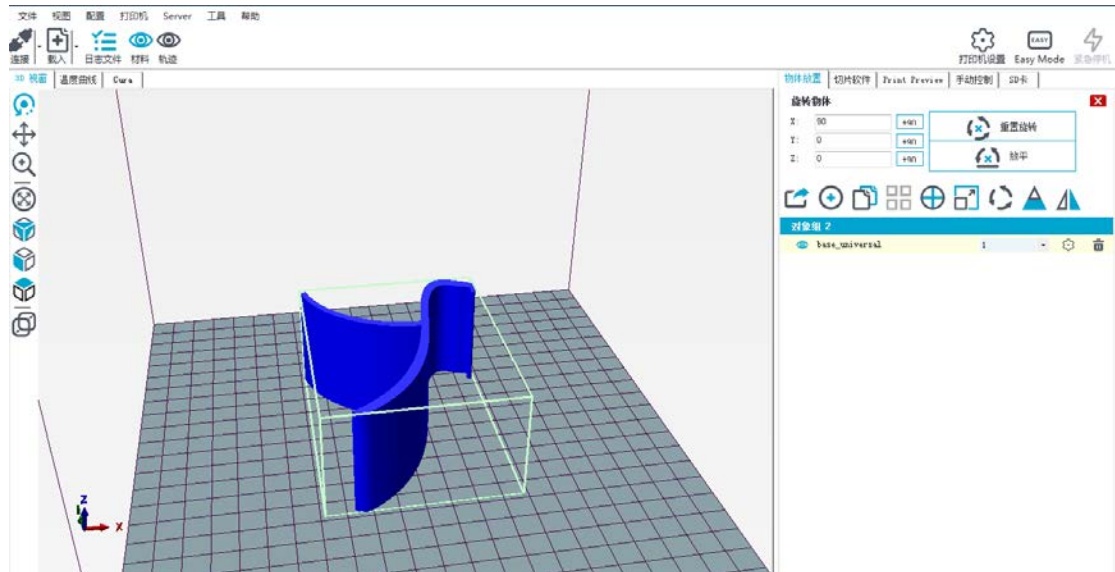 文件 视图 配置 打印机 Server 工具 帮助
连接 载入 日志文件 材料 轨迹 打印机设置 Easy Mode 紧急停机
EASY
3D 视窗 温度曲线 Cura 物体放置 切片软件 Print Preview 手动控制 SD卡
旋转物体
X: 90 +90 重置旋转
Y: 0 +90
Z: 0 +90 放平
对象组 2
base_universal 1
Z
X